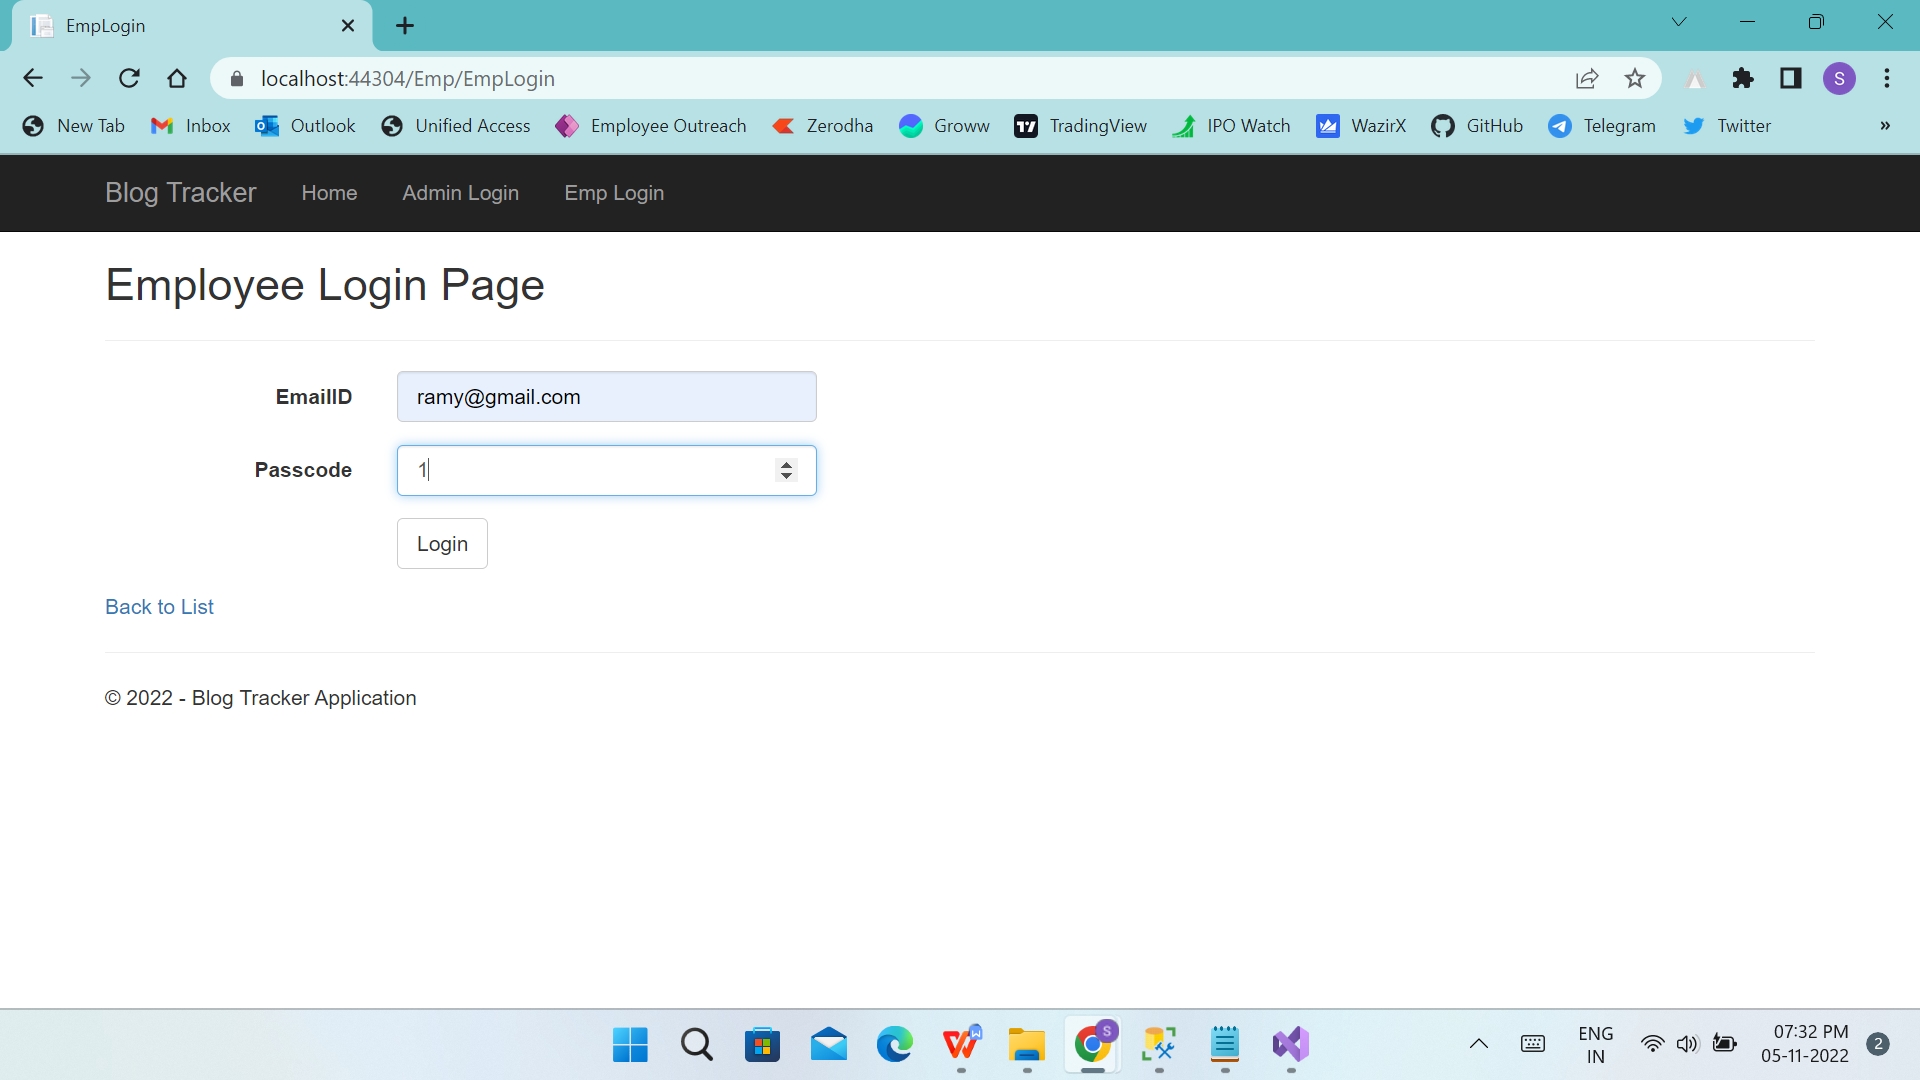 EmpLogin
localhost:44304/Emp/EmpLogin
S
New Tab Inbox Outlook Unified Access Employee Outreach Zerodha Groww TradingView IPO Watch WazirX GitHub Telegram Twitter »
Blog Tracker Home Admin Login Emp Login
Employee Login Page
EmailID ramy@gmail.com
Passcode 1
Login
Back to List
© 2022 - Blog Tracker Application
ENG
IN
07:32 PM
05-11-2022
2